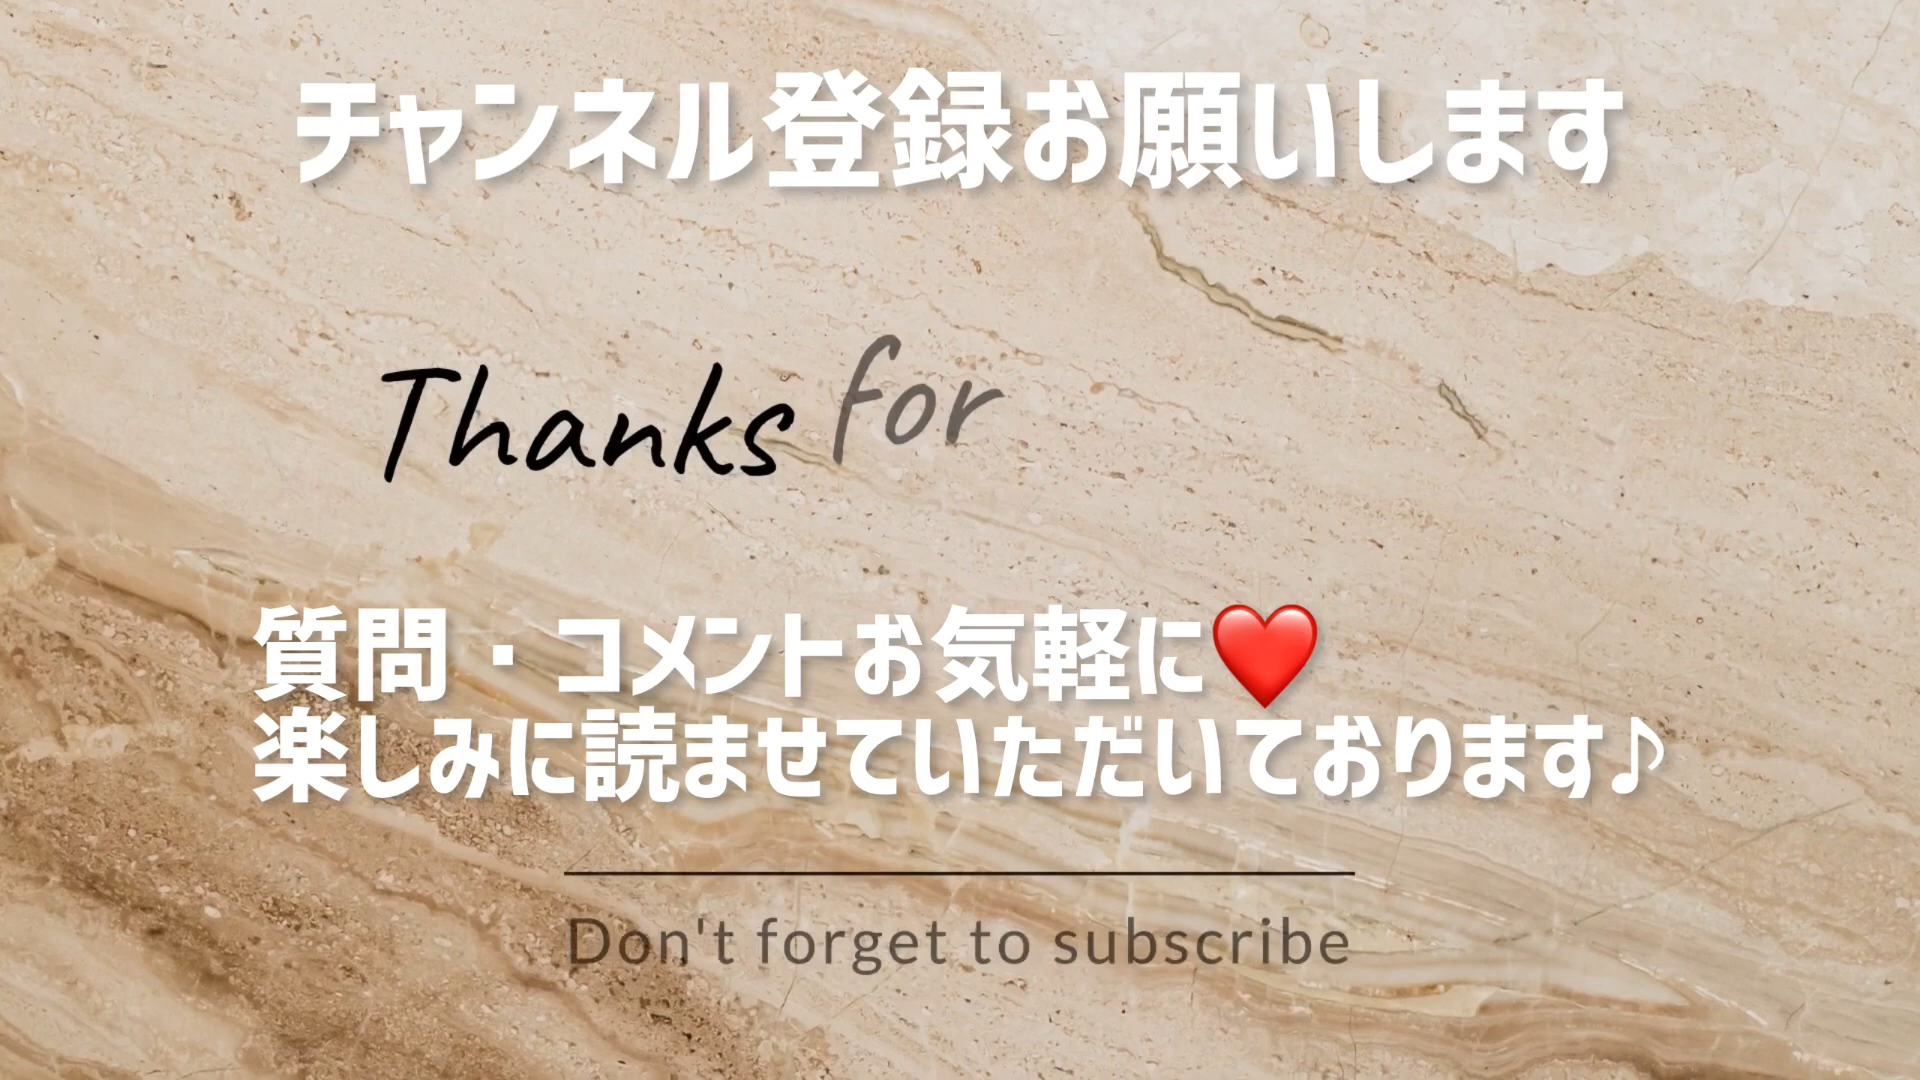 チャンネル登録お願いします
Thanks for
質問・コメントお気軽に❤️
楽しみに読ませていただいております♪
Don't forget to subscribe